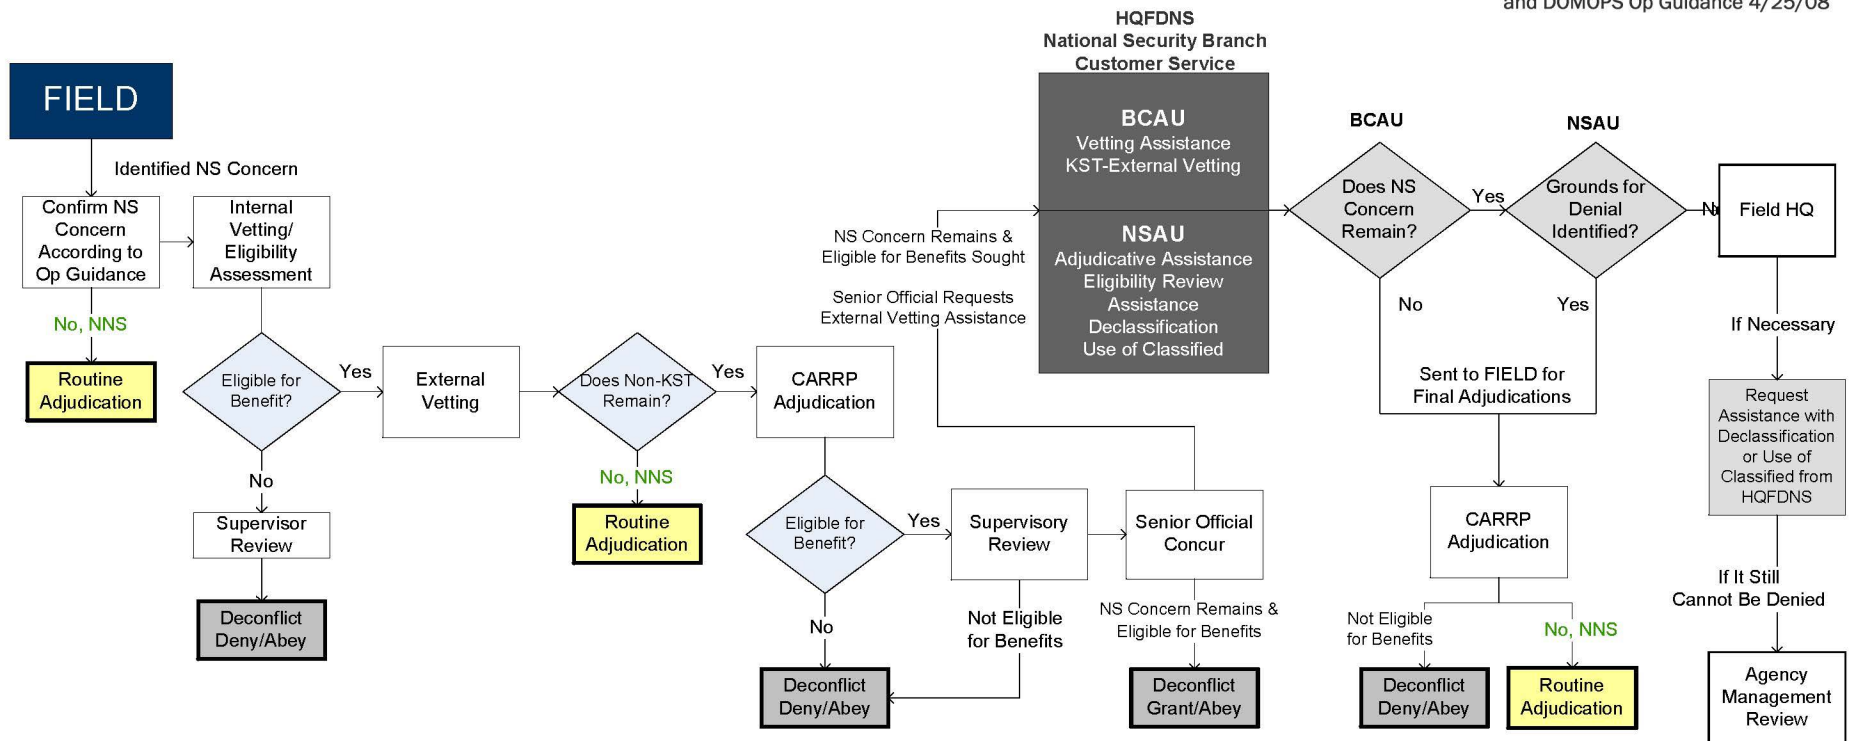 and DOMOPS Op Guidance 4/25/08
HQFDNS
National Security Branch
Customer Service
FIELD
Identified NS Concern
Confirm NS
Concern
According to
Op Guidance
Internal
Vetting/
Eligibility
Assessment
No, NNS
Routine
Adjudication
Eligible for
Benefit?
Yes
External
Vetting
No
Supervisor
Review
Deconflict
Deny/Abey
Does Non-KST
Remain?
Yes
CARRP
Adjudication
No, NNS
Routine
Adjudication
Eligible for
Benefit?
Yes
Supervisory
Review
Senior Official
Concur
No
Not Eligible
for Benefits
Deconflict
Deny/Abey
NS Concern Remains &
Eligible for Benefits
Deconflict
Grant/Abey
NS Concern Remains &
Eligible for Benefits Sought
Senior Official Requests
External Vetting Assistance
BCAU
Vetting Assistance
KST-External Vetting
NSAU
Adjudicative Assistance
Eligibility Review
Assistance
Declassification
Use of Classified
BCAU
Does NS
Concern
Remain?
Yes
NSAU
Grounds for
Denial
Identified?
No
Field HQ
No
Yes
Sent to FIELD for
Final Adjudications
CARRP
Adjudication
Not Eligible
for Benefits
No, NNS
Deconflict
Deny/Abey
Routine
Adjudication
If Necessary
Request
Assistance with
Declassification
or Use of
Classified from
HQFDNS
If It Still
Cannot Be Denied
Agency
Management
Review